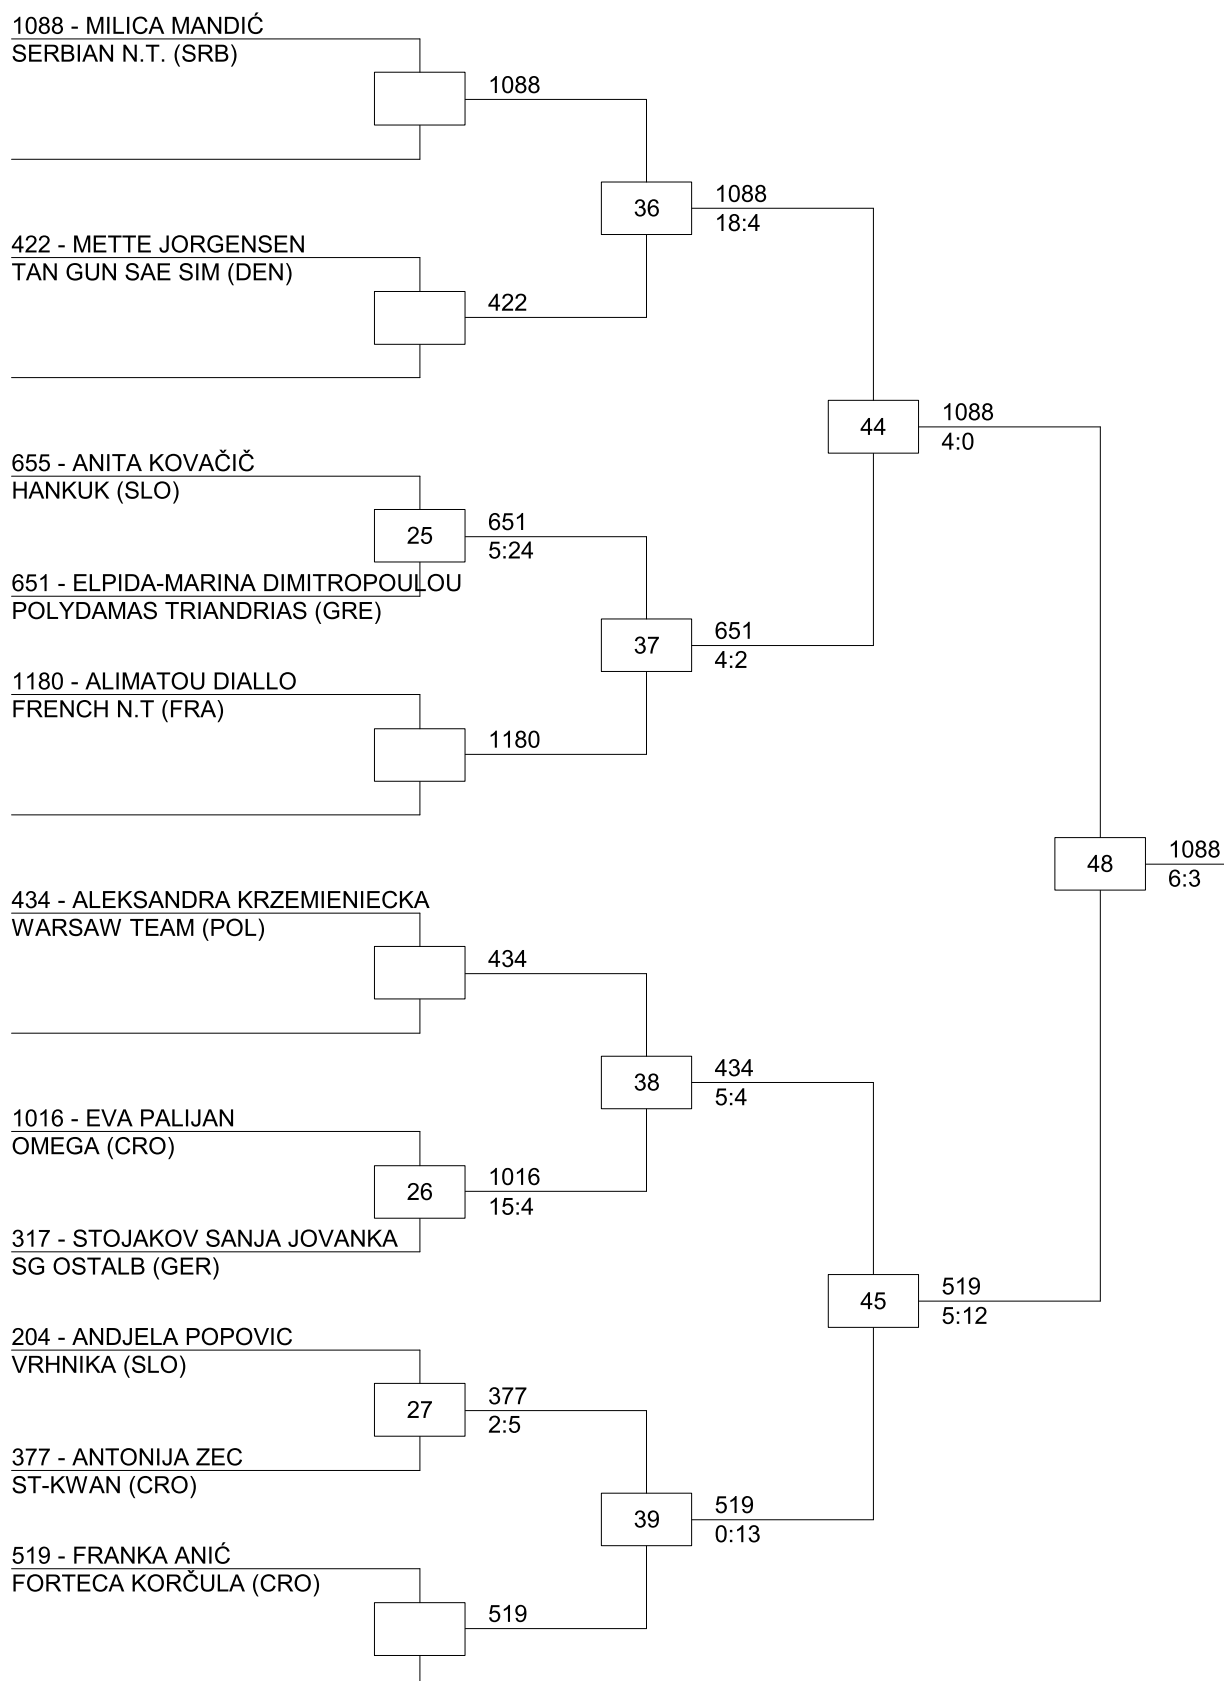 1088 - MILICA MANDIĆ
SERBIAN N.T. (SRB)
1088
36
1088
18:4
422 - METTE JORGENSEN
TAN GUN SAE SIM (DEN)
422
44
1088
4:0
655 - ANITA KOVAČIČ
HANKUK (SLO)
25
651
5:24
651 - ELPIDA-MARINA DIMITROPOULOU
POLYDAMAS TRIANDRIAS (GRE)
37
651
4:2
1180 - ALIMATOU DIALLO
FRENCH N.T (FRA)
1180
48
1088
6:3
434 - ALEKSANDRA KRZEMIENIECKA
WARSAW TEAM (POL)
434
38
434
5:4
1016 - EVA PALIJAN
OMEGA (CRO)
26
1016
15:4
317 - STOJAKOV SANJA JOVANKA
SG OSTALB (GER)
45
519
5:12
204 - ANDJELA POPOVIC
VRHNIKA (SLO)
27
377
2:5
377 - ANTONIJA ZEC
ST-KWAN (CRO)
39
519
0:13
519 - FRANKA ANIĆ
FORTECA KORČULA (CRO)
519